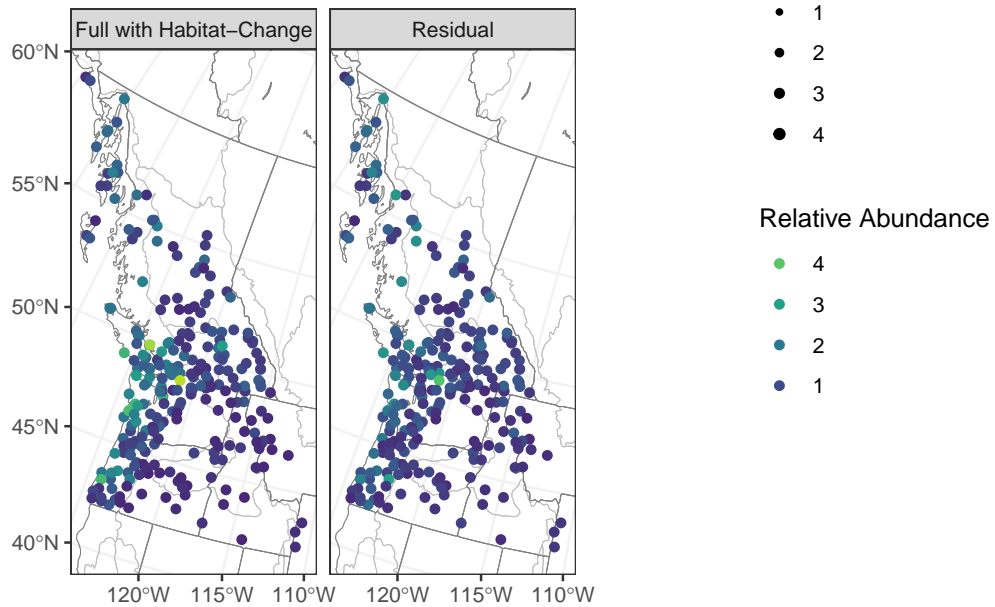 Full with Habitat−Change
Residual
60°N
55°N
50°N
45°N
40°N
120°W
115°W
110°W
120°W
115°W
110°W
1
2
3
4
Relative Abundance
4
3
2
1